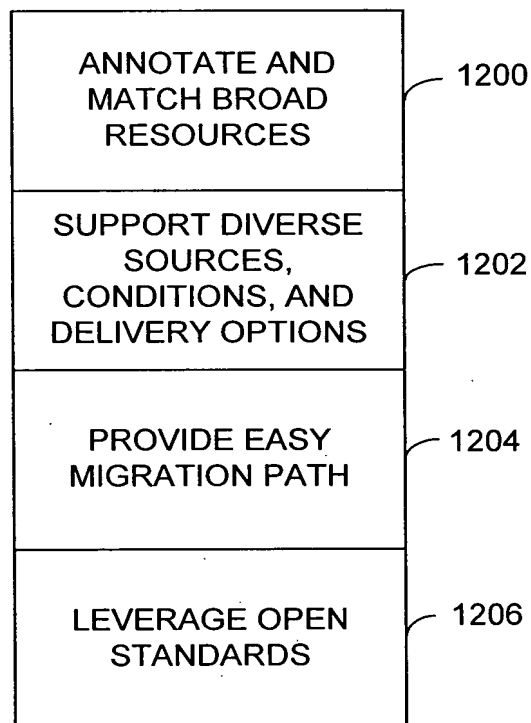 ANNOTATE AND
MATCH BROAD
RESOURCES
1200
SUPPORT DIVERSE
SOURCES,
CONDITIONS, AND
DELIVERY OPTIONS
1202
PROVIDE EASY
MIGRATION PATH
1204
LEVERAGE OPEN
STANDARDS
1206